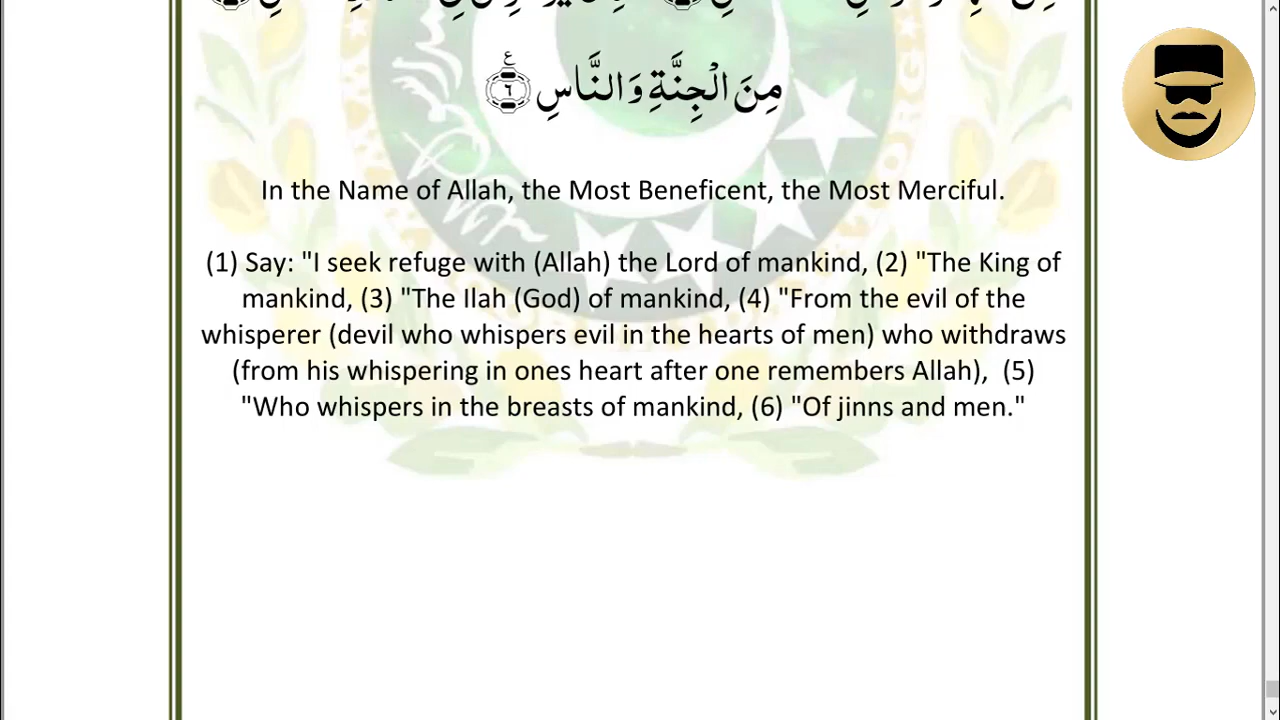 مِنَ الْجِنَّةِ وَالنَّاسِ ٦ ع
In the Name of Allah, the Most Beneficent, the Most Merciful.
(1) Say: "I seek refuge with (Allah) the Lord of mankind, (2) "The King of
mankind, (3) "The Ilah (God) of mankind, (4) "From the evil of the
whisperer (devil who whispers evil in the hearts of men) who withdraws
(from his whispering in ones heart after one remembers Allah),  (5)
"Who whispers in the breasts of mankind, (6) "Of jinns and men."